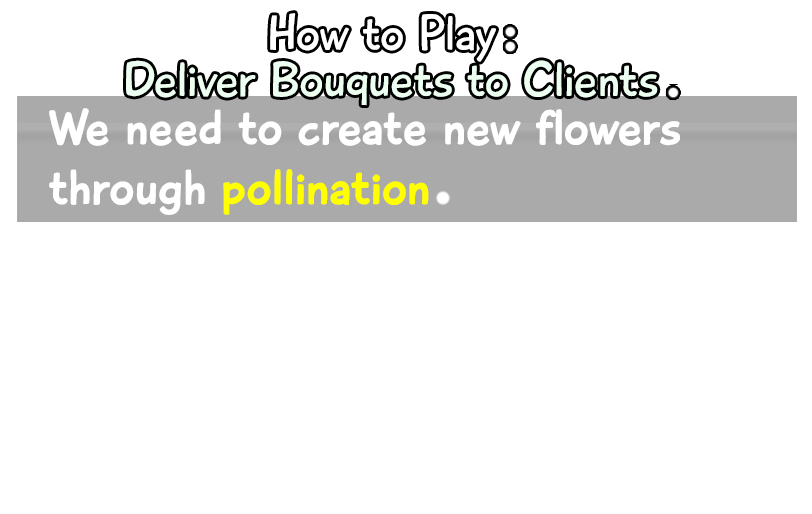 How to Play:
Deliver Bouquets to Clients.
We need to create new flowers
through pollination.